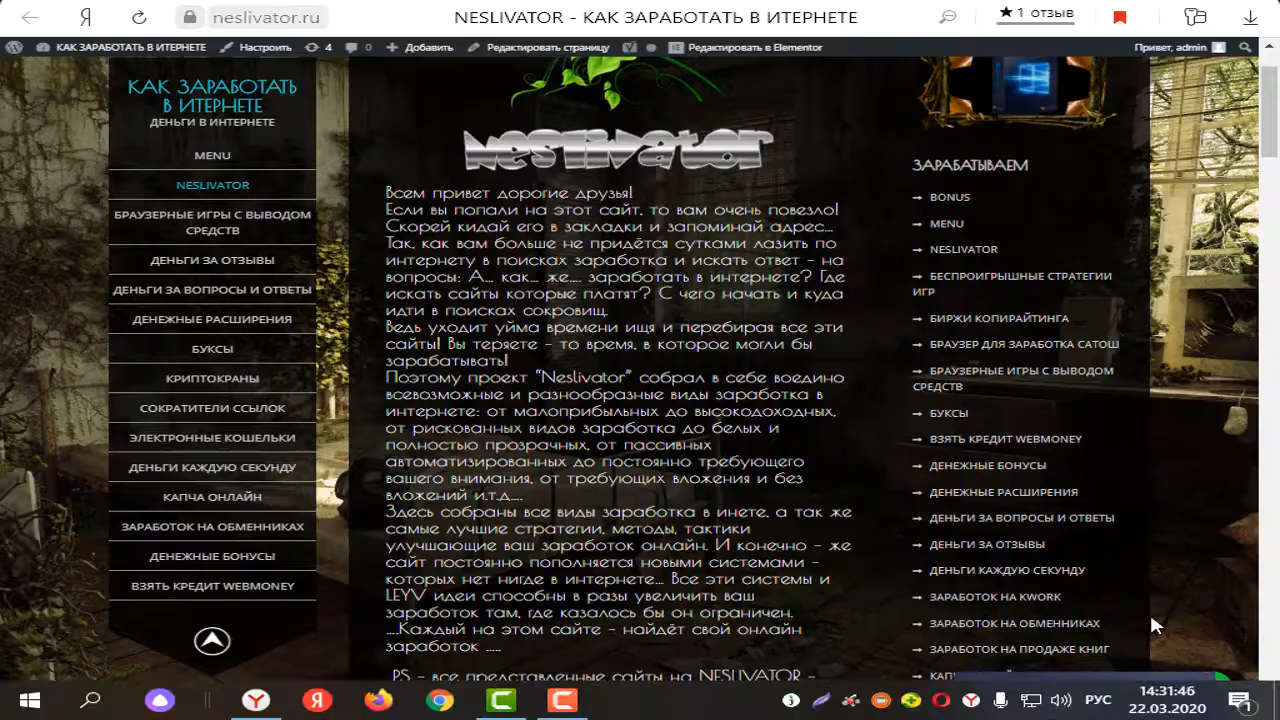 neslivator.ru
NESLIVATOR - КАК ЗАРАБОТАТЬ В ИТЕРНЕТЕ
★ 1 отзыв
КАК ЗАРАБОТАТЬ В ИТЕРНЕТЕ
Настроить
4
0
Добавить
Редактировать страницу
Редактировать в Elementor
Привет, admin
КАК ЗАРАБОТАТЬ
В ИТЕРНЕТЕ
ДЕНЬГИ В ИНТЕРНЕТЕ
MENU
NESLIVATOR
БРАУЗЕРНЫЕ ИГРЫ С ВЫВОДОМ
СРЕДСТВ
ДЕНЬГИ ЗА ОТЗЫВЫ
ДЕНЬГИ ЗА ВОПРОСЫ И ОТВЕТЫ
ДЕНЕЖНЫЕ РАСШИРЕНИЯ
БУКСЫ
КРИПТОКРАНЫ
СОКРАТИТЕЛИ ССЫЛОК
ЭЛЕКТРОННЫЕ КОШЕЛЬКИ
ДЕНЬГИ КАЖДУЮ СЕКУНДУ
КАПЧА ОНЛАЙН
ЗАРАБОТОК НА ОБМЕННИКАХ
ДЕНЕЖНЫЕ БОНУСЫ
ВЗЯТЬ КРЕДИТ WEBMONEY
Neslivator
Всем привет дорогие друзья!
Если вы попали на этот сайт, то вам очень повезло!
Скорей кидай его в закладки и запоминай адрес...
Так, как вам больше не придётся сутками лазить по
интернету в поисках заработка и искать ответ – на
вопросы: А... как... же.... заработать в интернете? Где
искать сайты которые платят? С чего начать и куда
идти в поисках сокровищ.
Ведь уходит уйма времени ищя и перебирая все эти
сайты! Вы теряете – то время, в которое могли бы
зарабатывать!
Поэтому проект "Neslivator" собрал в себе воедино
всевозможные и разнообразные виды заработка в
интернете: от малоприбыльных до высокодоходных,
от рискованных видов заработка до белых и
полностью прозрачных, от пассивных
автоматизированных до постоянно требующего
вашего внимания, от требующих вложения и без
вложений и.т.д....
Здесь собраны все виды заработка в инете, а так же
самые лучшие стратегии, методы, тактики
улучшающие ваш заработок онлайн. И конечно – же
сайт постоянно пополняется новыми системами –
которых нет нигде в интернете... Все эти системы и
LEYV идеи способны в разы увеличить ваш
заработок там, где казалось бы он ограничен.
....Каждый на этом сайте – найдёт свой онлайн
заработок .....
PS – все представленные сайты на NESLIVATOR –
ЗАРАБАТЫВАЕМ
→ BONUS
→ MENU
→ NESLIVATOR
→ БЕСПРОИГРЫШНЫЕ СТРАТЕГИИ
ИГР
→ БИРЖИ КОПИРАЙТИНГА
→ БРАУЗЕР ДЛЯ ЗАРАБОТКА САТОШ
→ БРАУЗЕРНЫЕ ИГРЫ С ВЫВОДОМ
СРЕДСТВ
→ БУКСЫ
→ ВЗЯТЬ КРЕДИТ WEBMONEY
→ ДЕНЕЖНЫЕ БОНУСЫ
→ ДЕНЕЖНЫЕ РАСШИРЕНИЯ
→ ДЕНЬГИ ЗА ВОПРОСЫ И ОТВЕТЫ
→ ДЕНЬГИ ЗА ОТЗЫВЫ
→ ДЕНЬГИ КАЖДУЮ СЕКУНДУ
→ ЗАРАБОТОК НА KWORK
→ ЗАРАБОТОК НА ОБМЕННИКАХ
→ ЗАРАБОТОК НА ПРОДАЖЕ КНИГ
РУС
14:31:46
22.03.2020
1